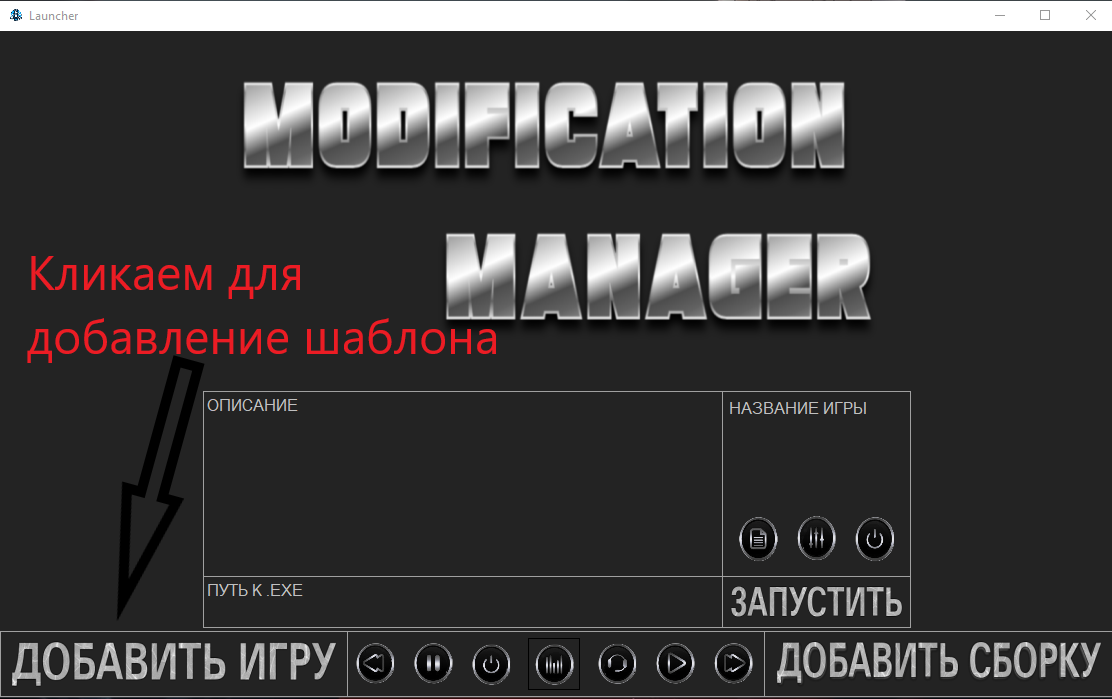 Launcher
MODIFICATION
MANAGER
Кликаем для
добавление шаблона
ОПИСАНИЕ
НАЗВАНИЕ ИГРЫ
ПУТЬ К .EXE
ЗАПУСТИТЬ
ДОБАВИТЬ ИГРУ
ДОБАВИТЬ СБОРКУ